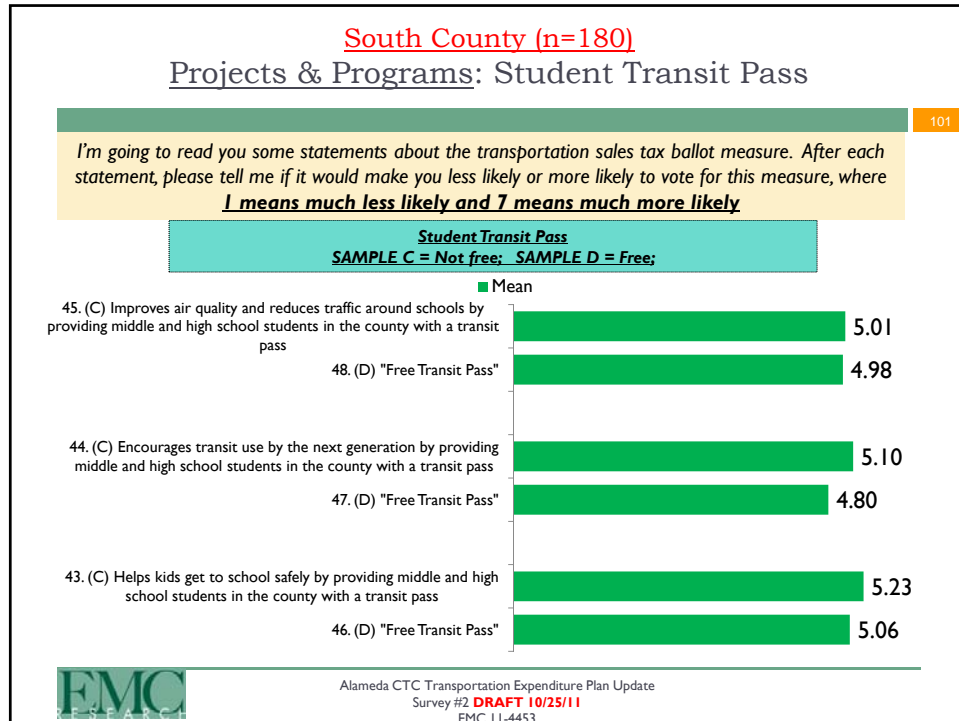 South County (n=180)
Projects & Programs: Student Transit Pass
101
I'm going to read you some statements about the transportation sales tax ballot measure. After each
statement, please tell me if it would make you less likely or more likely to vote for this measure, where
1 means much less likely and 7 means much more likely
Student Transit Pass
SAMPLE C = Not free; SAMPLE D = Free;
Mean
45. (C) Improves air quality and reduces traffic around schools by
providing middle and high school students in the county with a transit
pass
5.01
48. (D) "Free Transit Pass"
4.98
44. (C) Encourages transit use by the next generation by providing
middle and high school students in the county with a transit pass
5.10
47. (D) "Free Transit Pass"
4.80
43. (C) Helps kids get to school safely by providing middle and high
school students in the county with a transit pass
5.23
46. (D) "Free Transit Pass"
5.06
EMC
RESEARCH
Alameda CTC Transportation Expenditure Plan Update
Survey #2 DRAFT 10/25/11
EMC 11-4453